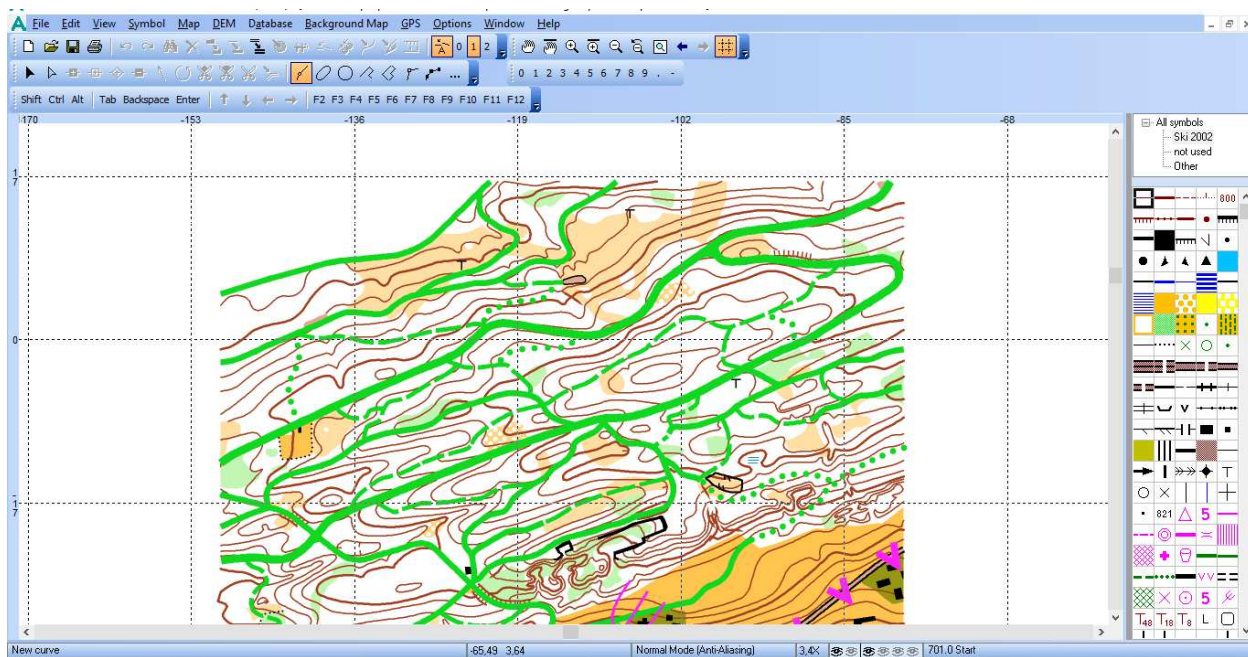 File Edit View Symbol Map DEM Database Background Map GPS Options Window Help
0 1 2
0 1 2 3 4 5 6 7 8 9 . -
Shift Ctrl Alt Tab Backspace Enter F2 F3 F4 F5 F6 F7 F8 F9 F10 F11 F12
-170 -153 -136 -119 -102 -85 -68
All symbols
Ski 2002
not used
Other
17
0
-17
800
821 5
5
T48 T18 T8 L
New curve -65,49 3,64 Normal Mode (Anti-Aliasing) 3,4X 701.0 Start